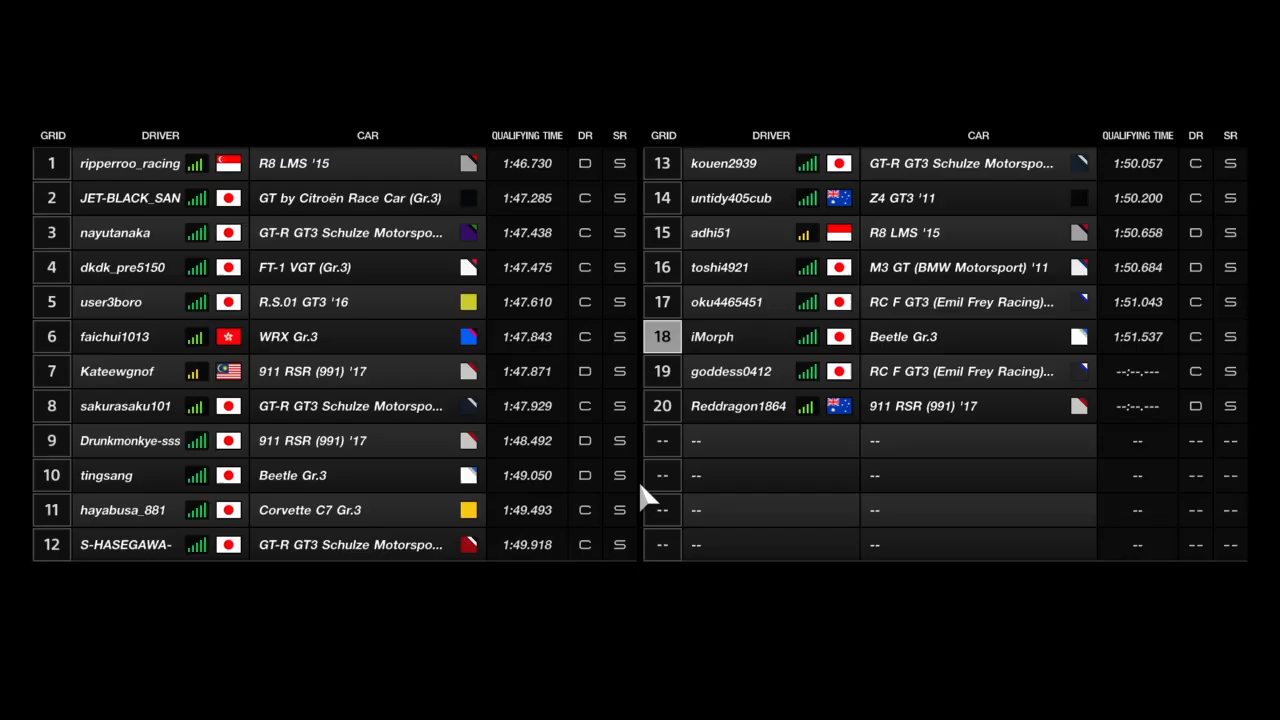 GRID DRIVER CAR QUALIFYING TIME DR SR
1 ripperroo_racing R8 LMS '15 1:46.730 D S
2 JET-BLACK_SAN GT by Citroën Race Car (Gr.3) 1:47.285 C S
3 nayutanaka GT-R GT3 Schulze Motorspo... 1:47.438 C S
4 dkdk_pre5150 FT-1 VGT (Gr.3) 1:47.475 C S
5 user3boro R.S.01 GT3 '16 1:47.610 C S
6 faichui1013 WRX Gr.3 1:47.843 C S
7 Kateewgnof 911 RSR (991) '17 1:47.871 D S
8 sakurasaku101 GT-R GT3 Schulze Motorspo... 1:47.929 C S
9 Drunkmonkye-sss 911 RSR (991) '17 1:48.492 D S
10 tingsang Beetle Gr.3 1:49.050 D S
11 hayabusa_881 Corvette C7 Gr.3 1:49.493 C S
12 S-HASEGAWA- GT-R GT3 Schulze Motorspo... 1:49.918 C S
GRID DRIVER CAR QUALIFYING TIME DR SR
13 kouen2939 GT-R GT3 Schulze Motorspo... 1:50.057 C S
14 untidy405cub Z4 GT3 '11 1:50.200 C S
15 adhi51 R8 LMS '15 1:50.658 D S
16 toshi4921 M3 GT (BMW Motorsport) '11 1:50.684 D S
17 oku4465451 RC F GT3 (Emil Frey Racing)... 1:51.043 C S
18 iMorph Beetle Gr.3 1:51.537 C S
19 goddess0412 RC F GT3 (Emil Frey Racing)... --:--.--- C S
20 Reddragon1864 911 RSR (991) '17 --:--.--- D S
-- -- -- -- -- --
-- -- -- -- -- --
-- -- -- -- -- --
-- -- -- -- -- --